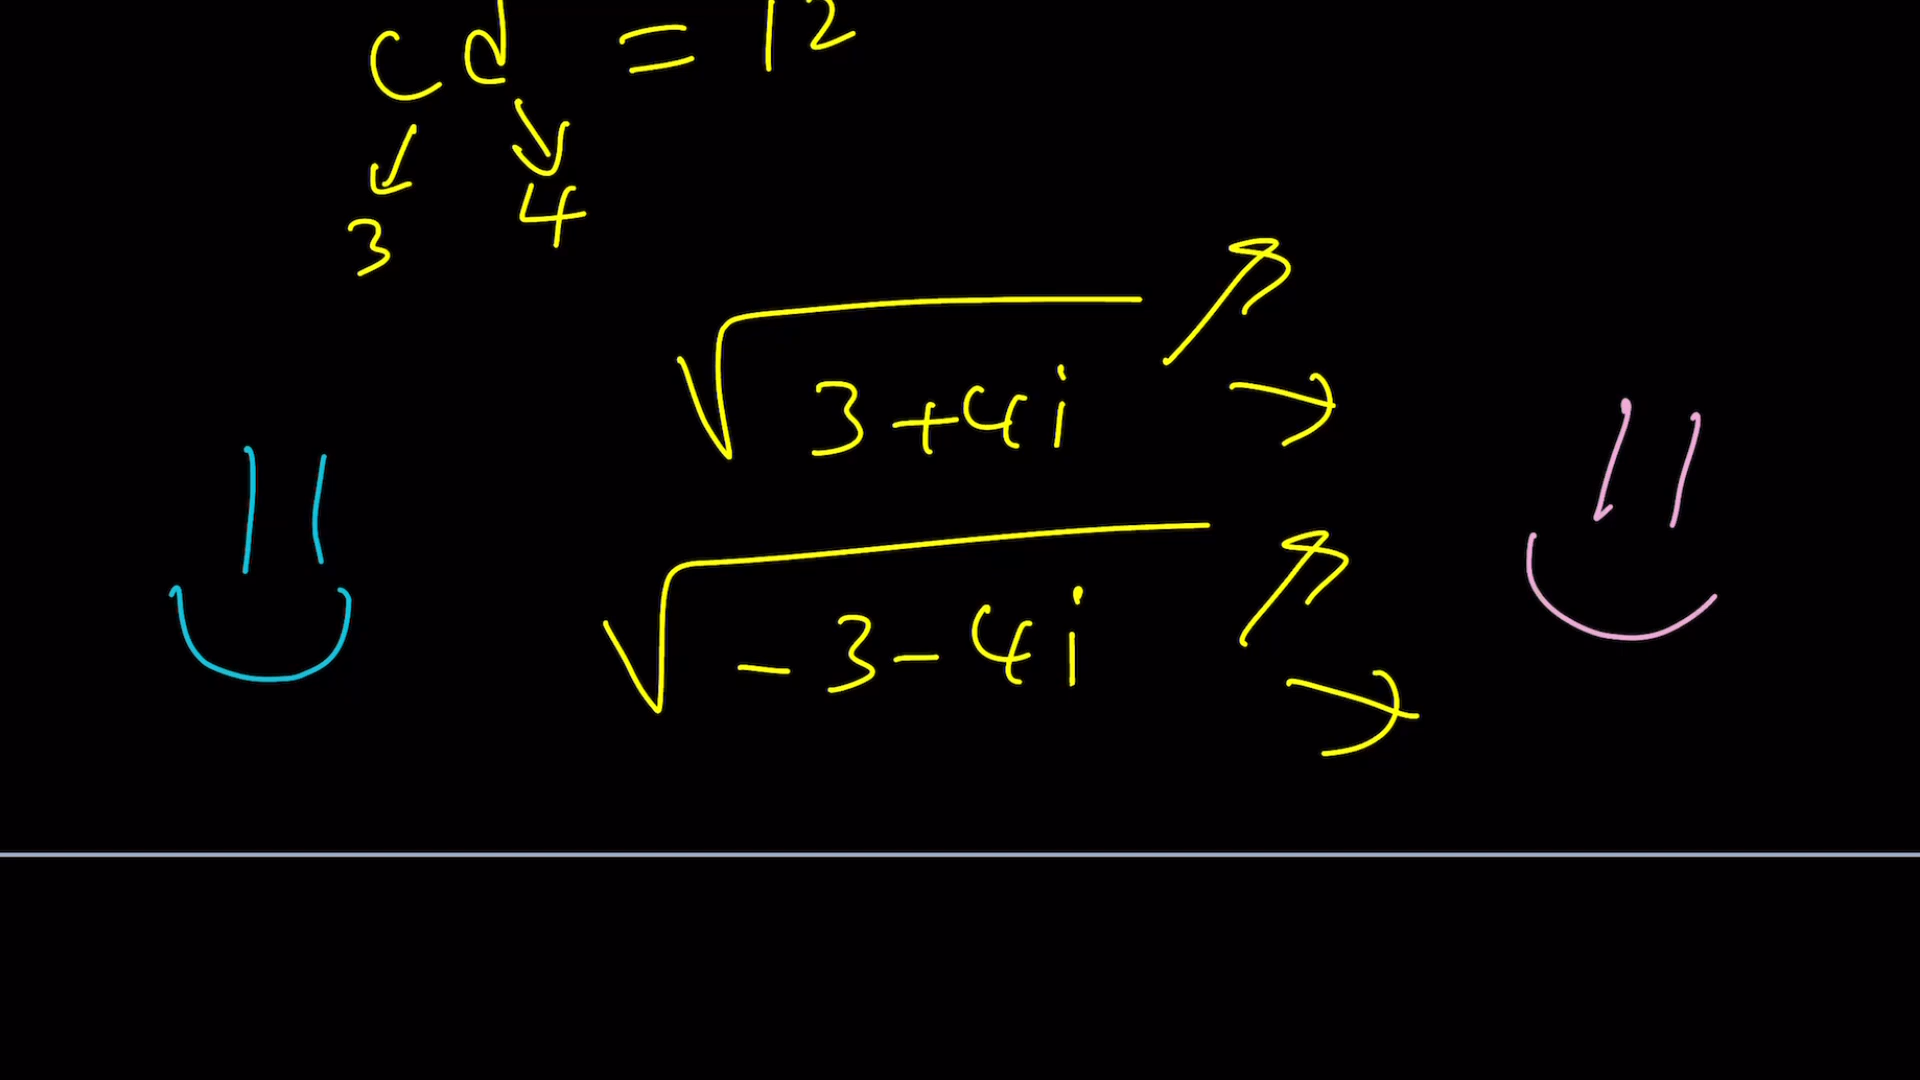 cd = 12
3 4
√3+4i
√-3-4i